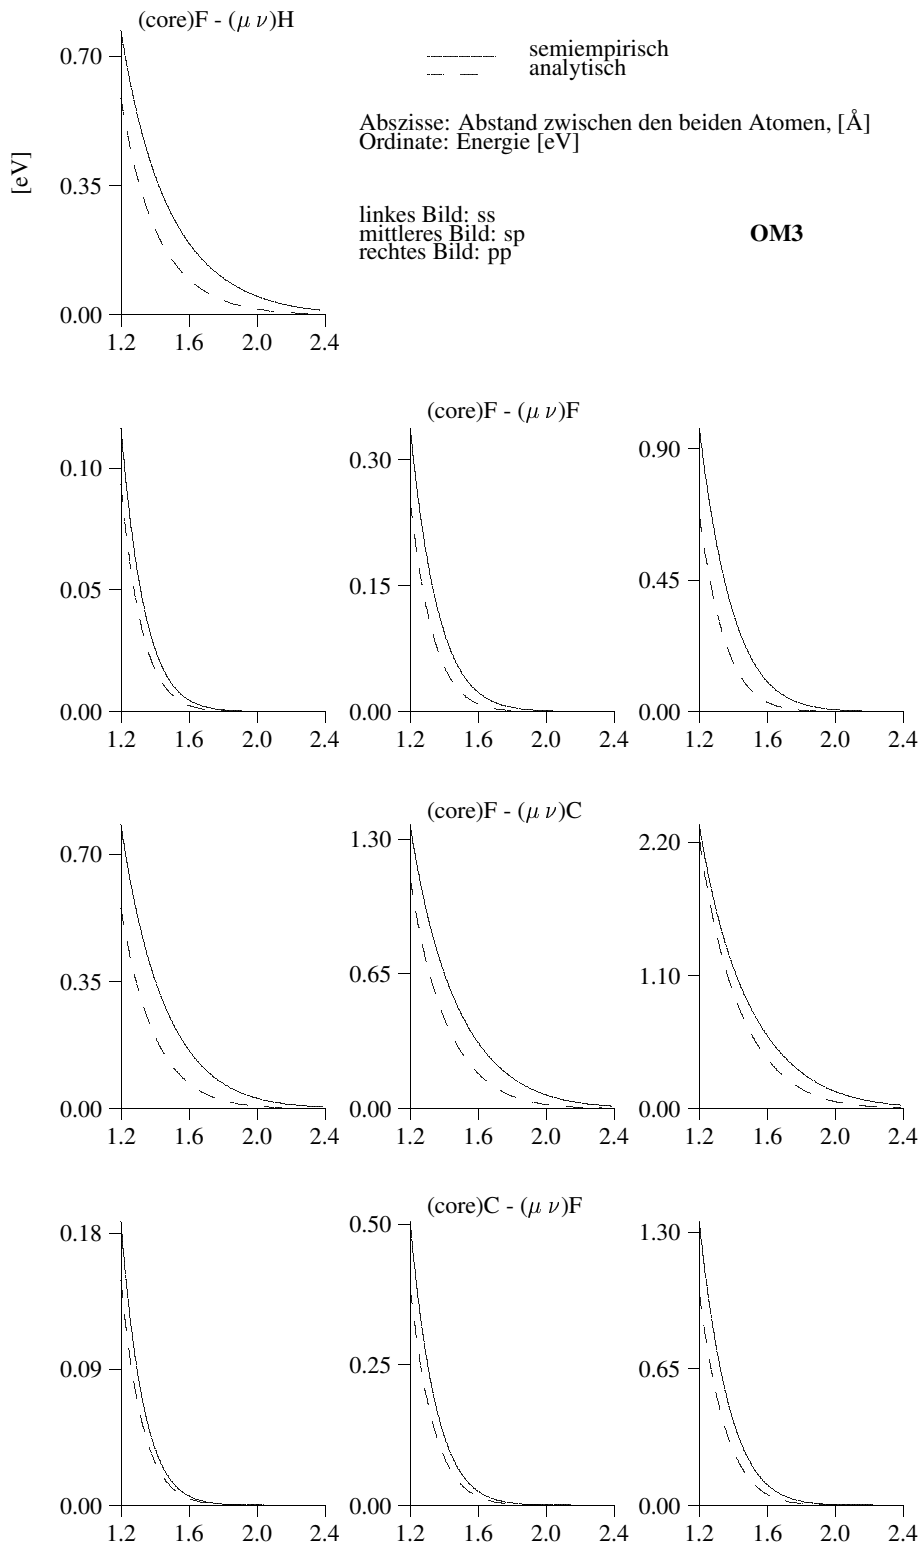 (core)F - (μ ν)H
semiempirisch
analytisch
0.70
0.35
0.00
[eV]
1.2 1.6 2.0 2.4
Abszisse: Abstand zwischen den beiden Atomen, [Å]
Ordinate: Energie [eV]
linkes Bild: ss
mittleres Bild: sp
rechtes Bild: pp
OM3
(core)F - (μ ν)F
0.10
0.05
0.00
1.2 1.6 2.0 2.4
0.30
0.15
0.00
1.2 1.6 2.0 2.4
0.90
0.45
0.00
1.2 1.6 2.0 2.4
(core)F - (μ ν)C
0.70
0.35
0.00
1.2 1.6 2.0 2.4
1.30
0.65
0.00
1.2 1.6 2.0 2.4
2.20
1.10
0.00
1.2 1.6 2.0 2.4
(core)C - (μ ν)F
0.18
0.09
0.00
1.2 1.6 2.0 2.4
0.50
0.25
0.00
1.2 1.6 2.0 2.4
1.30
0.65
0.00
1.2 1.6 2.0 2.4